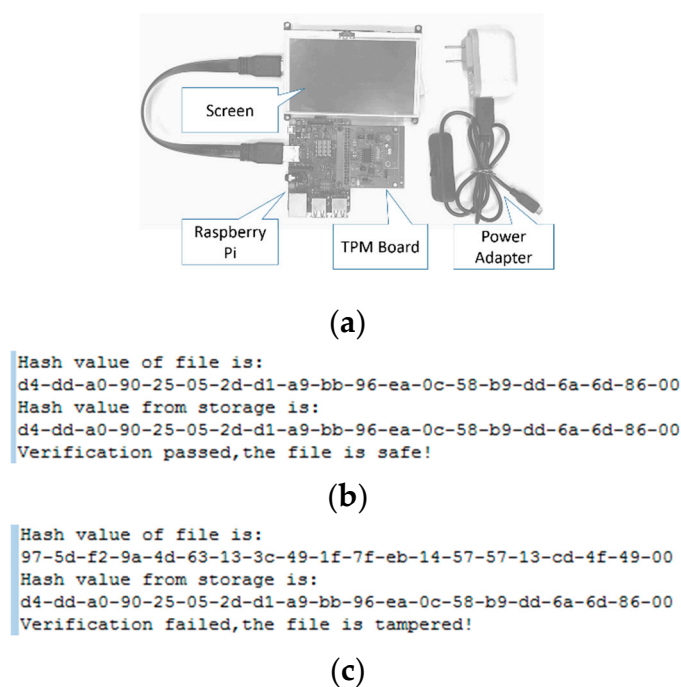 Screen
Raspberry
Pi
TPM Board
Power
Adapter
(a)
Hash value of file is:
d4-dd-a0-90-25-05-2d-d1-a9-bb-96-ea-0c-58-b9-dd-6a-6d-86-00
Hash value from storage is:
d4-dd-a0-90-25-05-2d-d1-a9-bb-96-ea-0c-58-b9-dd-6a-6d-86-00
Verification passed,the file is safe!
(b)
Hash value of file is:
97-5d-f2-9a-4d-63-13-3c-49-1f-7f-eb-14-57-57-13-cd-4f-49-00
Hash value from storage is:
d4-dd-a0-90-25-05-2d-d1-a9-bb-96-ea-0c-58-b9-dd-6a-6d-86-00
Verification failed,the file is tampered!
(c)